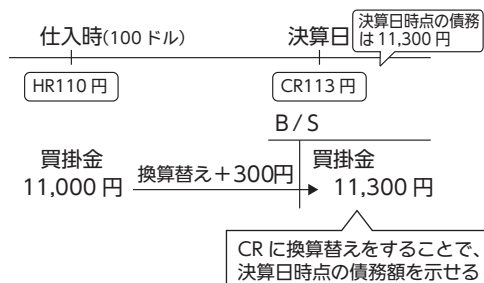 仕入時(100ドル)
決算日
決算日時点の債務
は11,300円
HR110円
CR113円
B/S
買掛金
11,000円
換算替え+300円
買掛金
11,300円
CRに換算替えをすることで、
決算日時点の債務額を示せる